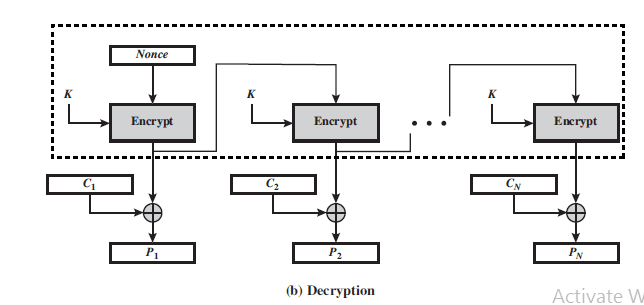 Nonce
K
K
K
Encrypt
Encrypt
• • •
Encrypt
C1
C2
CN
P1
P2
PN
(b) Decryption
Activate W